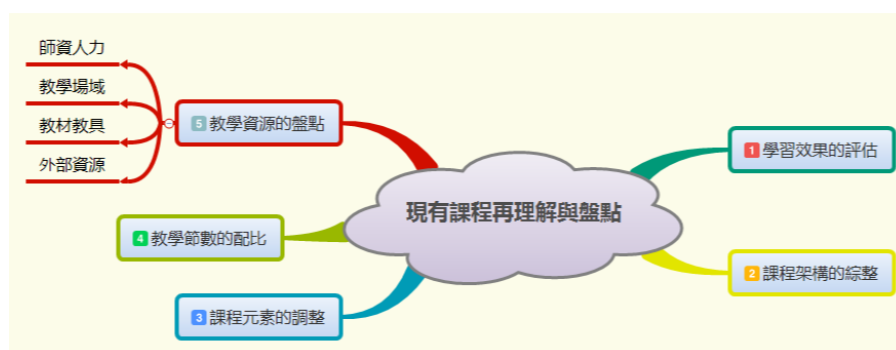 現有課程再理解與盤點
1 學習效果的評估
2 課程架構的綜整
3 課程元素的調整
4 教學節數的配比
5 教學資源的盤點
師資人力
教學場域
教材教具
外部資源